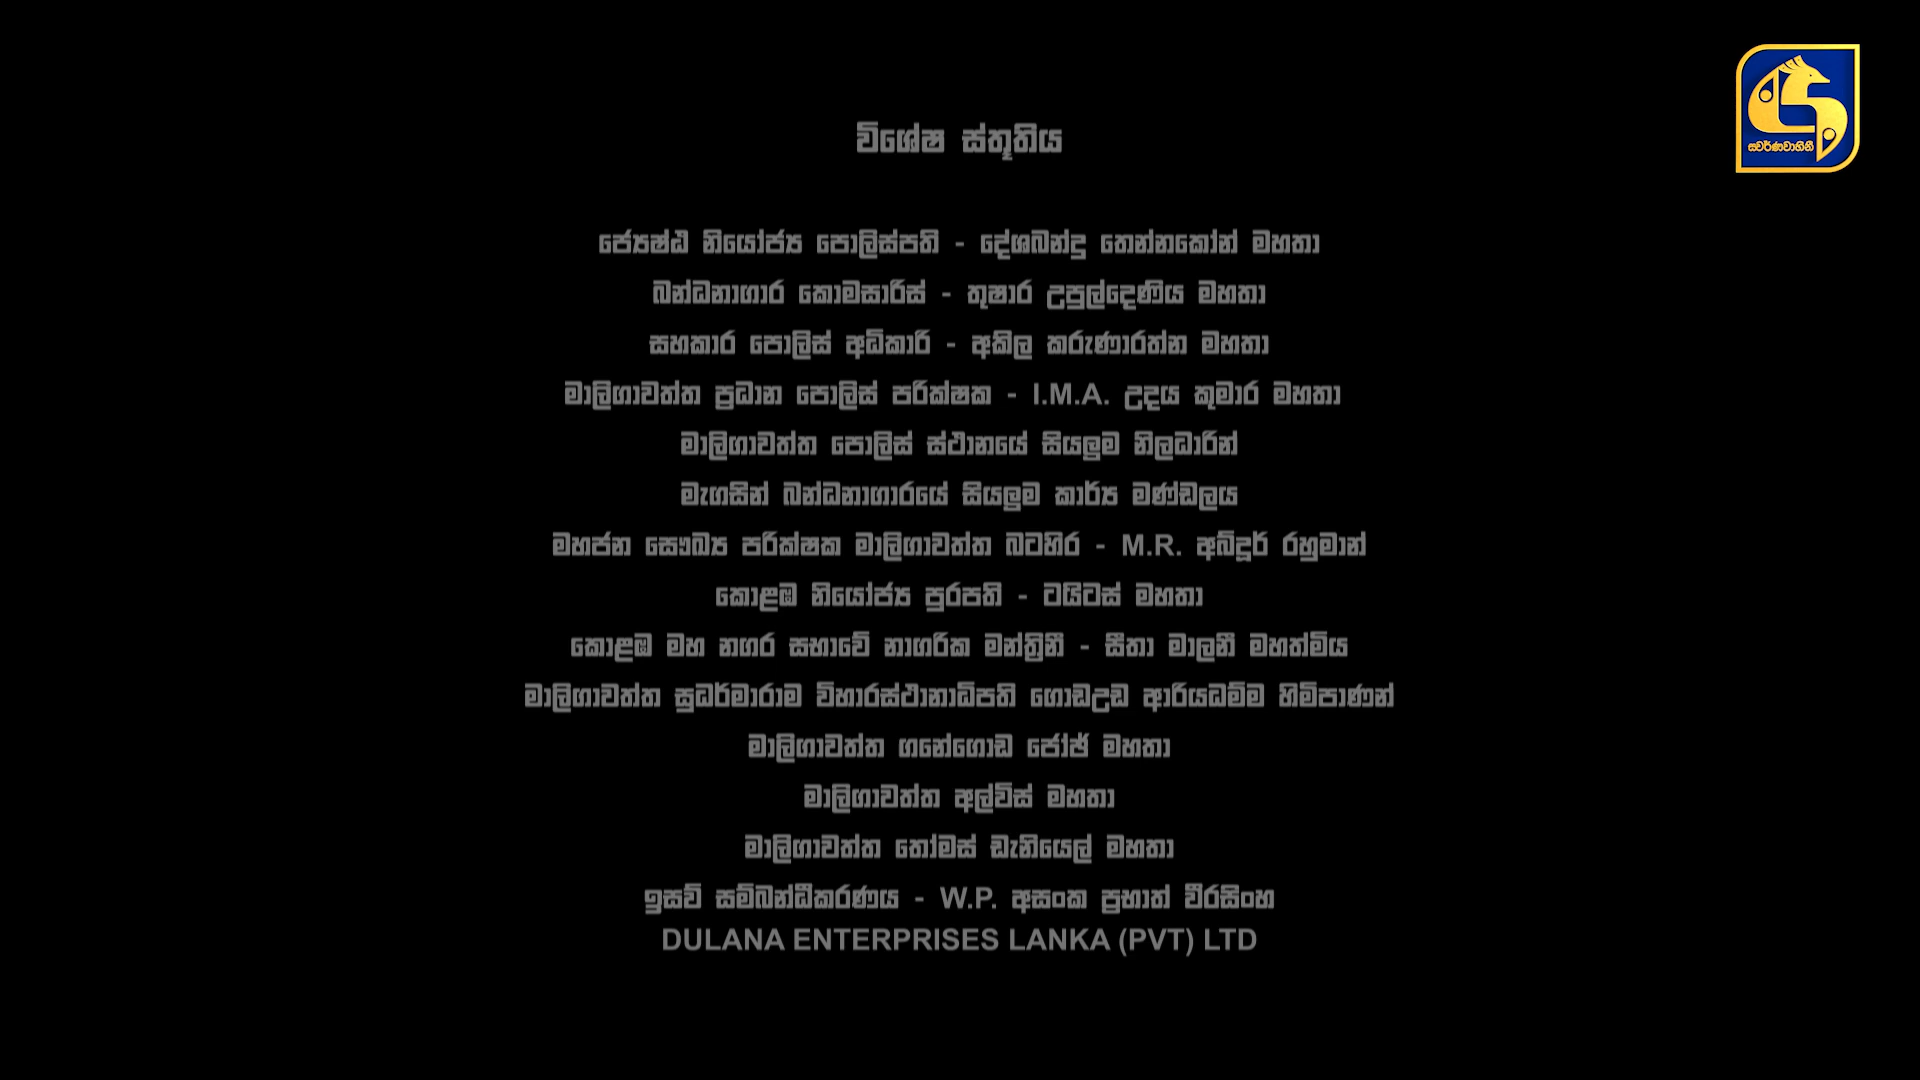 ස්වර්ණවාහිනී
විශේෂ ස්තූතිය
ජ්‍යෙෂ්ඨ නියෝජ්‍ය පොලිස්පති - දේශබන්දු තෙන්නකෝන් මහතා
බන්ධනාගාර කොමසාරිස් - තුෂාර උපුල්දෙණිය මහතා
සහකාර පොලිස් අධිකාරි - අකිල කරුණාරත්න මහතා
මාලිගාවත්ත ප්‍රධාන පොලිස් පරික්ෂක - I.M.A. උදය කුමාර මහතා
මාලිගාවත්ත පොලිස් ස්ථානයේ සියලුම නිලධාරින්
මැගසින් බන්ධනාගාරයේ සියලුම කාර්ය මණ්ඩලය
මහජන සෞඛ්‍ය පරික්ෂක මාලිගාවත්ත බටහිර - M.R. අබ්දූර් රහුමාන්
කොළඹ නියෝජ්‍ය පුරපති - ටයිටස් මහතා
කොළඹ මහ නගර සභාවේ නාගරික මන්ත්‍රිනී - සීතා මාලනී මහත්මිය
මාලිගාවත්ත සුධර්මාරාම විහාරස්ථානාධිපති ගොඩඋඩ ආරියධම්ම හිමිපාණන්
මාලිගාවත්ත ගනේගොඩ ජෝෂ් මහතා
මාලිගාවත්ත අල්විස් මහතා
මාලිගාවත්ත තෝමස් ඩැනියෙල් මහතා
ඉසව් සම්බන්ධීකරණය - W.P. අසංක ප්‍රභාත් වීරසිංහ
DULANA ENTERPRISES LANKA (PVT) LTD